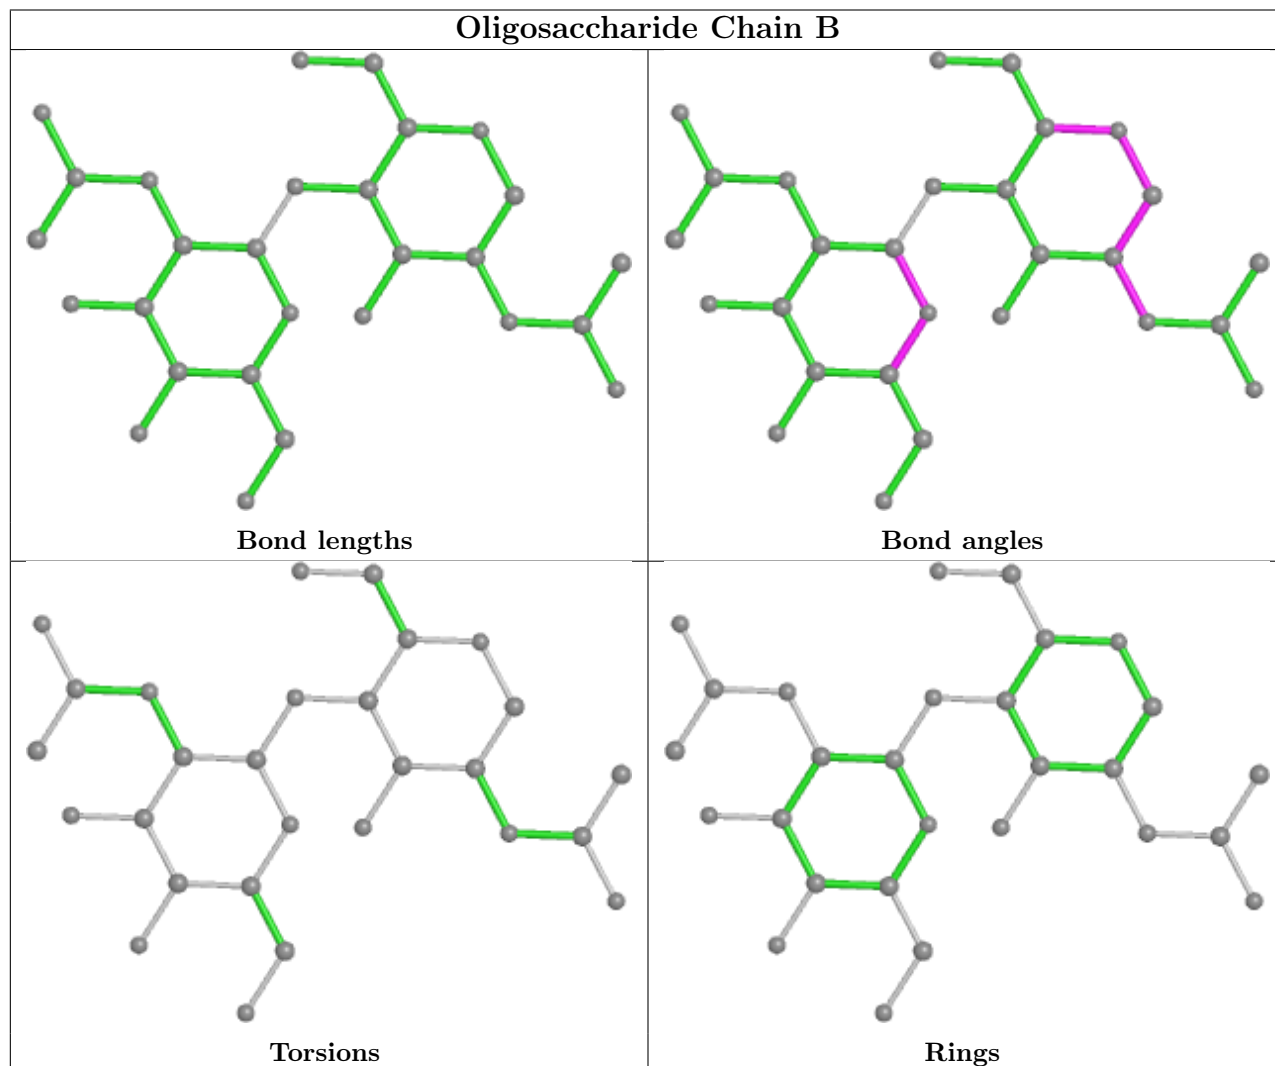 Oligosaccharide Chain B
Bond lengths
Bond angles
Torsions
Rings